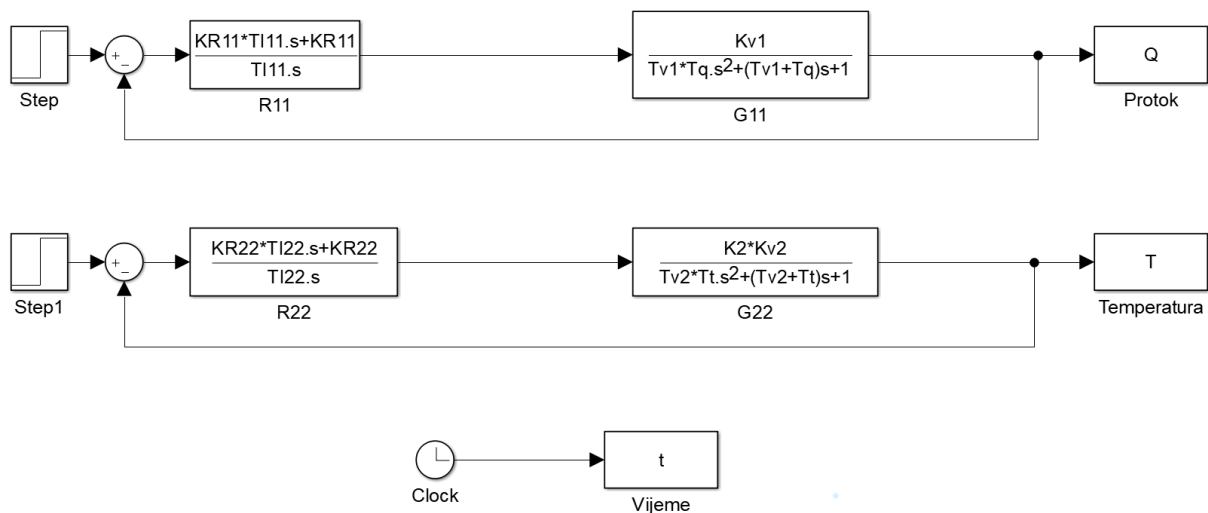 Step
+
−
KR11*TI11.s+KR11
TI11.s
R11
Kv1
Tv1*Tq.s²+(Tv1+Tq)s+1
G11
Q
Protok
Step1
+
−
KR22*TI22.s+KR22
TI22.s
R22
K2*Kv2
Tv2*Tt.s²+(Tv2+Tt)s+1
G22
T
Temperatura
Clock
t
Vijeme